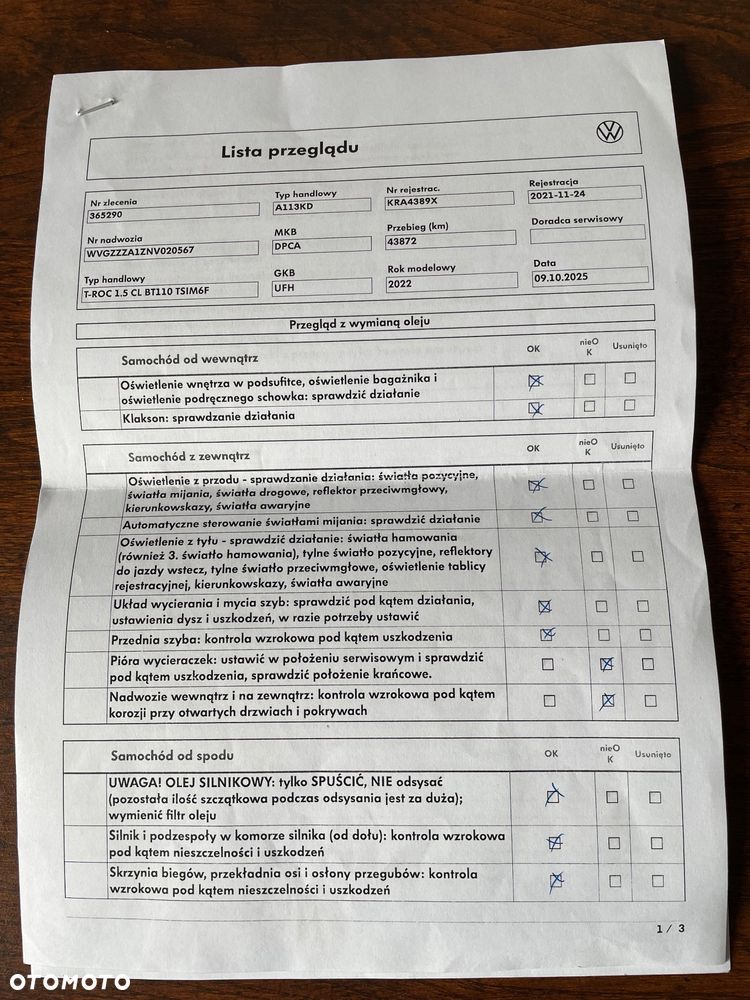 Lista przeglądu
Nr zlecenia
365290
Typ handlowy
A113KD
Nr rejestrac.
KRA4389X
Rejestracja
2021-11-24
Nr nadwozia
WVGZZZA1ZNV020567
MKB
DPCA
Przebieg (km)
43872
Doradca serwisowy
Typ handlowy
T-ROC 1.5 CL BT110 TSIM6F
GKB
UFH
Rok modelowy
2022
Data
09.10.2025
Przegląd z wymianą oleju
Samochód od wewnątrz
OK
nieO
K
Usunięto
Oświetlenie wnętrza w podsufitce, oświetlenie bagażnika i
oświetlenie podręcznego schowka: sprawdzić działanie
Klakson: sprawdzanie działania
Samochód z zewnątrz
OK
nieO
K
Usunięto
Oświetlenie z przodu - sprawdzanie działania: światła pozycyjne,
światła mijania, światła drogowe, reflektor przeciwmgłowy,
kierunkowskazy, światła awaryjne
Automatyczne sterowanie światłami mijania: sprawdzić działanie
Oświetlenie z tyłu - sprawdzić działanie: światła hamowania
(również 3. światło hamowania), tylne światło pozycyjne, reflektory
do jazdy wstecz, tylne światło przeciwmgłowe, oświetlenie tablicy
rejestracyjnej, kierunkowskazy, światła awaryjne
Układ wycierania i mycia szyb: sprawdzić pod kątem działania,
ustawienia dysz i uszkodzeń, w razie potrzeby ustawić
Przednia szyba: kontrola wzrokowa pod kątem uszkodzenia
Pióra wycieraczek: ustawić w położeniu serwisowym i sprawdzić
pod kątem uszkodzenia, sprawdzić położenie krańcowe.
Nadwozie wewnątrz i na zewnątrz: kontrola wzrokowa pod kątem
korozji przy otwartych drzwiach i pokrywach
Samochód od spodu
OK
nieO
K
Usunięto
UWAGA! OLEJ SILNIKOWY: tylko SPUŚCIĆ, NIE odsysać
(pozostała ilość szczątkowa podczas odsysania jest za duża);
wymienić filtr oleju
Silnik i podzespoły w komorze silnika (od dołu): kontrola wzrokowa
pod kątem nieszczelności i uszkodzeń
Skrzynia biegów, przekładnia osi i osłony przegubów: kontrola
wzrokowa pod kątem nieszczelności i uszkodzeń
1 / 3
OTOMOTO